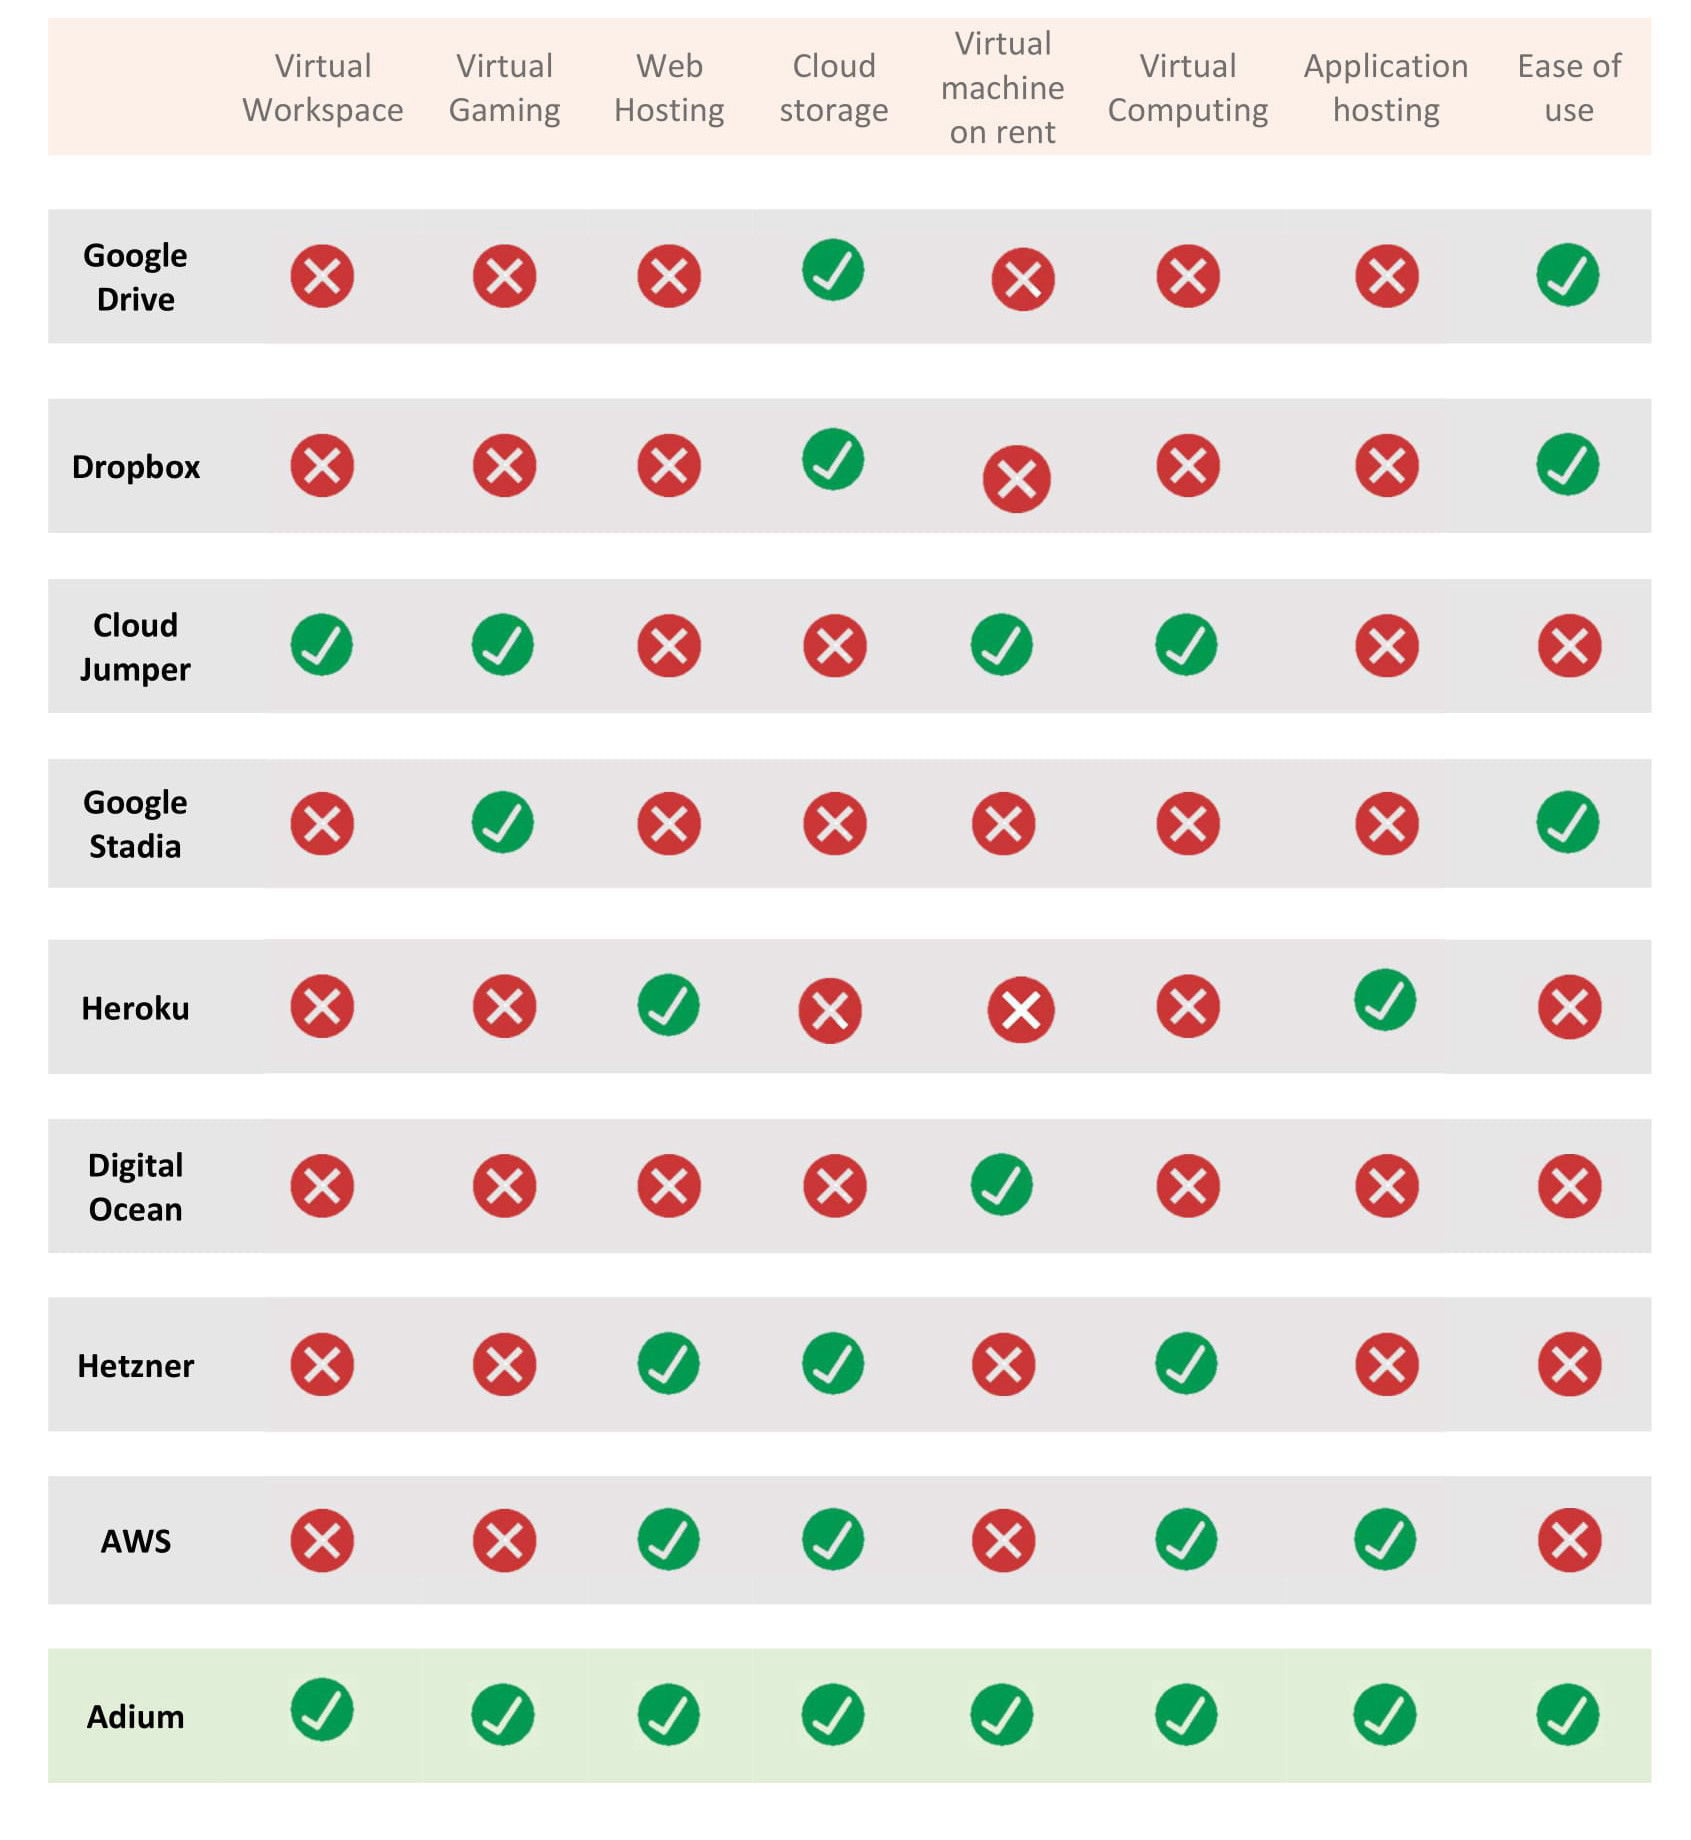 Virtual Workspace
Virtual Gaming
Web Hosting
Cloud storage
Virtual machine on rent
Virtual Computing
Application hosting
Ease of use
Google Drive
Dropbox
Cloud Jumper
Google Stadia
Heroku
Digital Ocean
Hetzner
AWS
Adium